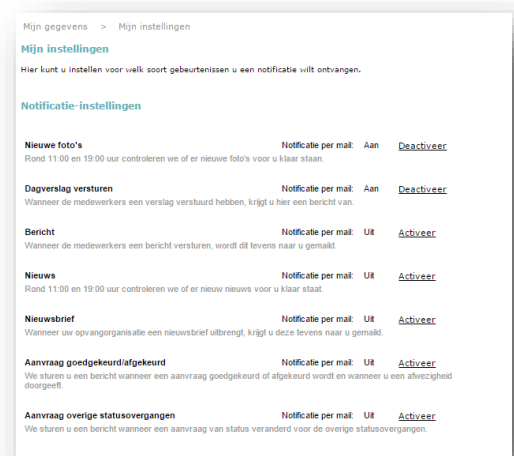 Mijn gegevens > Mijn instellingen
Mijn instellingen
Hier kunt u instellen voor welk soort gebeurtenissen u een notificatie wilt ontvangen.
Notificatie-instellingen
Nieuwe foto's Notificatie per mail: Aan Deactiveer
Rond 11:00 en 19:00 uur controleren we of er nieuwe foto's voor u klaar staan.
Dagverslag versturen Notificatie per mail: Aan Deactiveer
Wanneer de medewerkers een verslag verstuurd hebben, krijgt u hier een bericht van.
Bericht Notificatie per mail: Uit Activeer
Wanneer de medewerkers een bericht versturen, wordt dit tevens naar u gemaild.
Nieuws Notificatie per mail: Uit Activeer
Rond 11:00 en 19:00 uur controleren we of er nieuw nieuws voor u klaar staat.
Nieuwsbrief Notificatie per mail: Uit Activeer
Wanneer uw opvangorganisatie een nieuwsbrief uitbrengt, krijgt u deze tevens naar u gemaild.
Aanvraag goedgekeurd/afgekeurd Notificatie per mail: Uit Activeer
We sturen u een bericht wanneer een aanvraag goedgekeurd of afgekeurd wordt en wanneer u een afwezigheid
doorgeeft.
Aanvraag overige statusovergangen Notificatie per mail: Uit Activeer
We sturen u een bericht wanneer een aanvraag van status veranderd voor de overige statusovergangen.